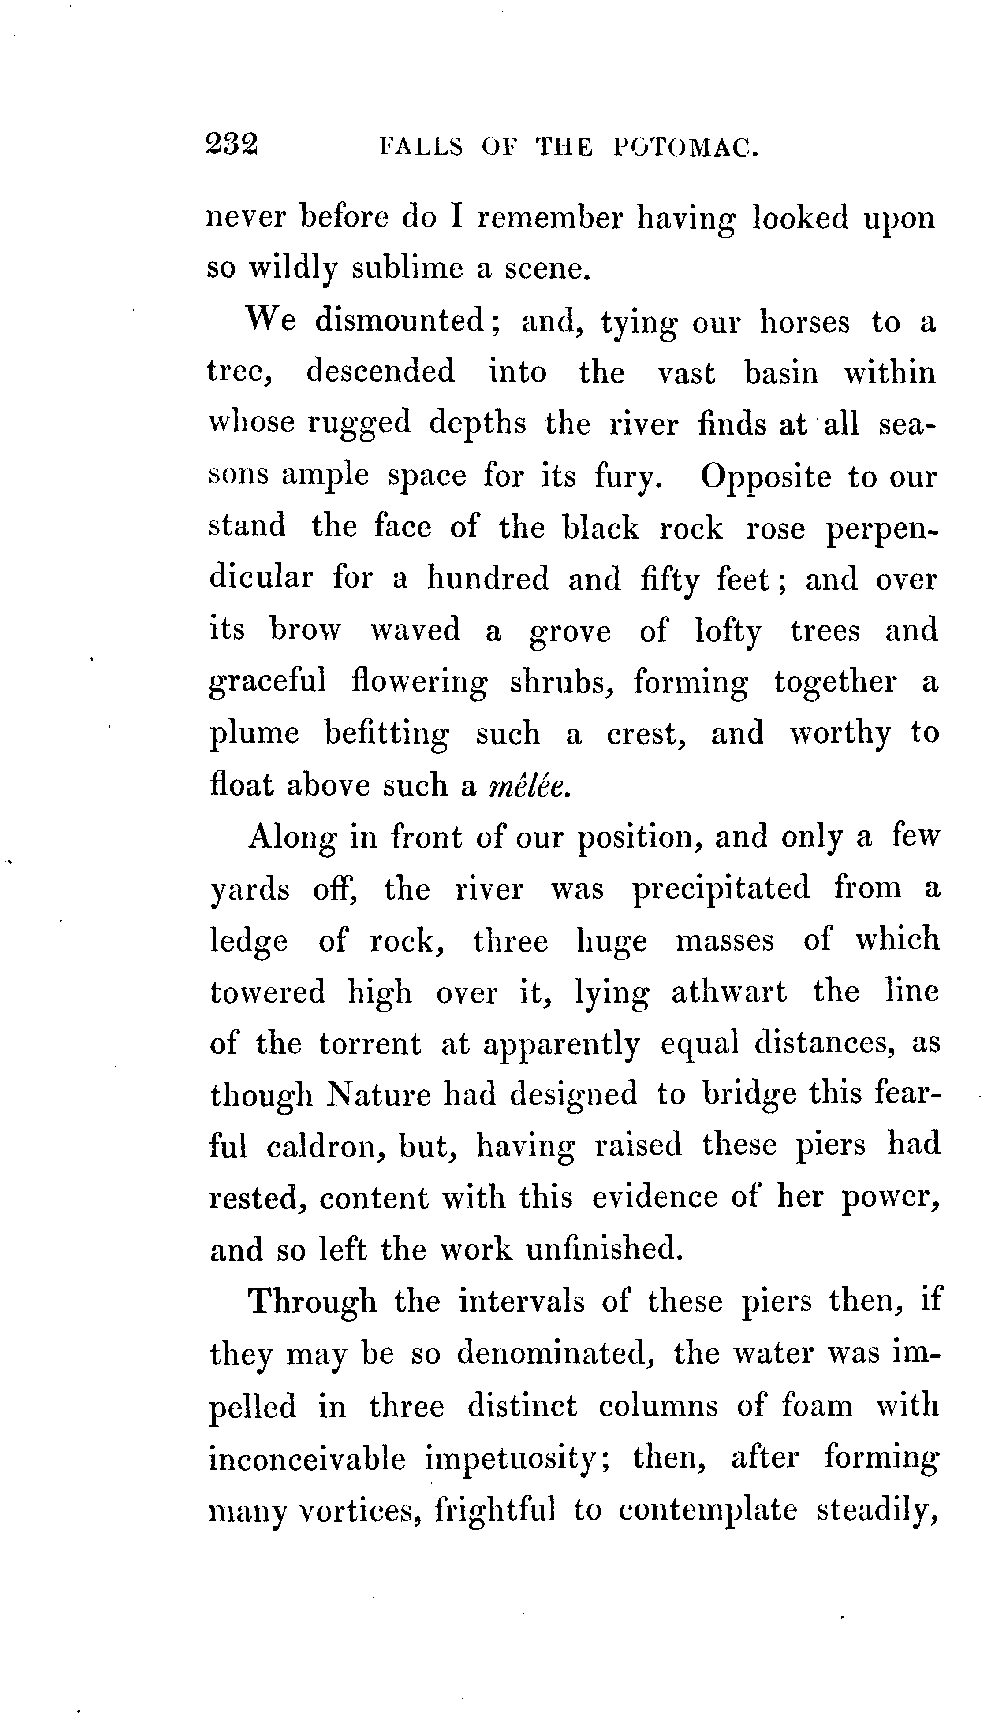 232 FALLS OF THE POTOMAC.
never before do I remember having looked upon
so wildly sublime a scene.
We dismounted; and, tying our horses to a
tree, descended into the vast basin within
whose rugged depths the river finds at all sea-
sons ample space for its fury. Opposite to our
stand the face of the black rock rose perpen-
dicular for a hundred and fifty feet; and over
its brow waved a grove of lofty trees and
graceful flowering shrubs, forming together a
plume befitting such a crest, and worthy to
float above such a mêlée.
Along in front of our position, and only a few
yards off, the river was precipitated from a
ledge of rock, three huge masses of which
towered high over it, lying athwart the line
of the torrent at apparently equal distances, as
though Nature had designed to bridge this fear-
ful caldron, but, having raised these piers had
rested, content with this evidence of her power,
and so left the work unfinished.
Through the intervals of these piers then, if
they may be so denominated, the water was im-
pelled in three distinct columns of foam with
inconceivable impetuosity; then, after forming
many vortices, frightful to contemplate steadily,